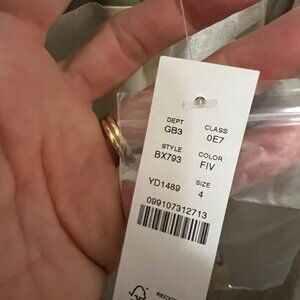 DEPT CLASS
GB3 0E7
STYLE COLOR
BX793 FIV
YD1489 SIZE
4
099107312713